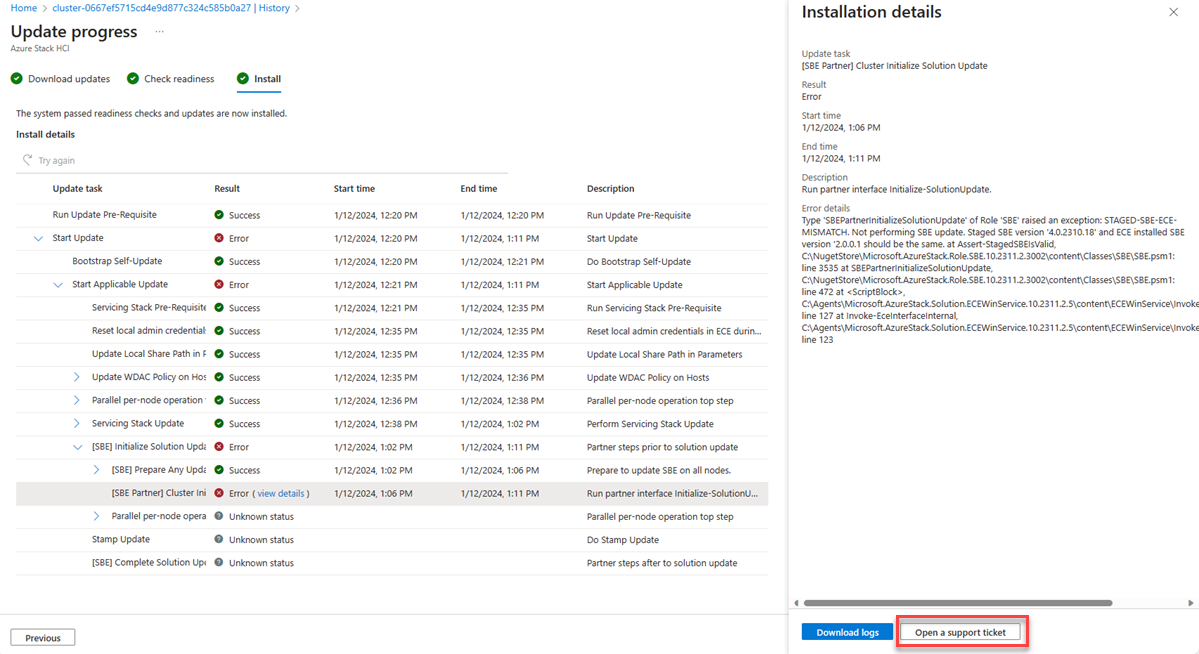 Home > cluster-0667ef5715cd4e9d877c324c585b0a27 | History >
Update progress ...
Azure Stack HCI
Download updates Check readiness Install
The system passed readiness checks and updates are now installed.
Install details
Try again
Update task Result Start time End time Description
Run Update Pre-Requisite Success 1/12/2024, 12:20 PM 1/12/2024, 12:20 PM Run Update Pre-Requisite
Start Update Error 1/12/2024, 12:20 PM 1/12/2024, 1:11 PM Start Update
Bootstrap Self-Update Success 1/12/2024, 12:20 PM 1/12/2024, 12:21 PM Do Bootstrap Self-Update
Start Applicable Update Error 1/12/2024, 12:21 PM 1/12/2024, 1:11 PM Start Applicable Update
Servicing Stack Pre-Requisite Success 1/12/2024, 12:21 PM 1/12/2024, 12:35 PM Run Servicing Stack Pre-Requisite
Reset local admin credential Success 1/12/2024, 12:35 PM 1/12/2024, 12:35 PM Reset local admin credentials in ECE durin...
Update Local Share Path in P Success 1/12/2024, 12:35 PM 1/12/2024, 12:35 PM Update Local Share Path in Parameters
Update WDAC Policy on Hos Success 1/12/2024, 12:35 PM 1/12/2024, 12:36 PM Update WDAC Policy on Hosts
Parallel per-node operation Success 1/12/2024, 12:36 PM 1/12/2024, 12:38 PM Parallel per-node operation top step
Servicing Stack Update Success 1/12/2024, 12:38 PM 1/12/2024, 1:02 PM Perform Servicing Stack Update
[SBE] Initialize Solution Upda Error 1/12/2024, 1:02 PM 1/12/2024, 1:11 PM Partner steps prior to solution update
[SBE] Prepare Any Upda Success 1/12/2024, 1:02 PM 1/12/2024, 1:06 PM Prepare to update SBE on all nodes.
[SBE Partner] Cluster Ini Error ( view details ) 1/12/2024, 1:06 PM 1/12/2024, 1:11 PM Run partner interface Initialize-SolutionU...
Parallel per-node opera Unknown status Parallel per-node operation top step
Stamp Update Unknown status Do Stamp Update
[SBE] Complete Solution Upd Unknown status Partner steps after to solution update
Previous
Installation details
Update task
[SBE Partner] Cluster Initialize Solution Update
Result
Error
Start time
1/12/2024, 1:06 PM
End time
1/12/2024, 1:11 PM
Description
Run partner interface Initialize-SolutionUpdate.
Error details
Type 'SBEPartnerInitializeSolutionUpdate' of Role 'SBE' raised an exception: STAGED-SBE-ECE-
MISMATCH. Not performing SBE update. Staged SBE version '4.0.2310.18' and ECE installed SBE
version '2.0.0.1 should be the same. at Assert-StagedSBEIsValid,
C:\NugetStore\Microsoft.AzureStack.Role.SBE.10.2311.2.3002\content\Classes\SBE\SBE.psm1:
line 3535 at SBEPartnerInitializeSolutionUpdate,
C:\NugetStore\Microsoft.AzureStack.Role.SBE.10.2311.2.3002\content\Classes\SBE\SBE.psm1:
line 472 at <ScriptBlock>,
C:\Agents\Microsoft.AzureStack.Solution.ECEWinService.10.2311.2.5\content\ECEWinService\Invoke
line 127 at Invoke-EceInterfaceInternal,
C:\Agents\Microsoft.AzureStack.Solution.ECEWinService.10.2311.2.5\content\ECEWinService\Invoke
line 123
Download logs Open a support ticket